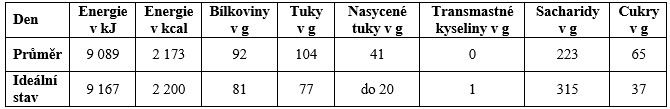 Den Energie v kJ Energie v kcal Bílkoviny v g Tuky v g Nasycené tuky v g Transmastné kyseliny v g Sacharidy v g Cukry v g
Průměr 9 089 2 173 92 104 41 0 223 65
Ideální stav 9 167 2 200 81 77 do 20 1 315 37